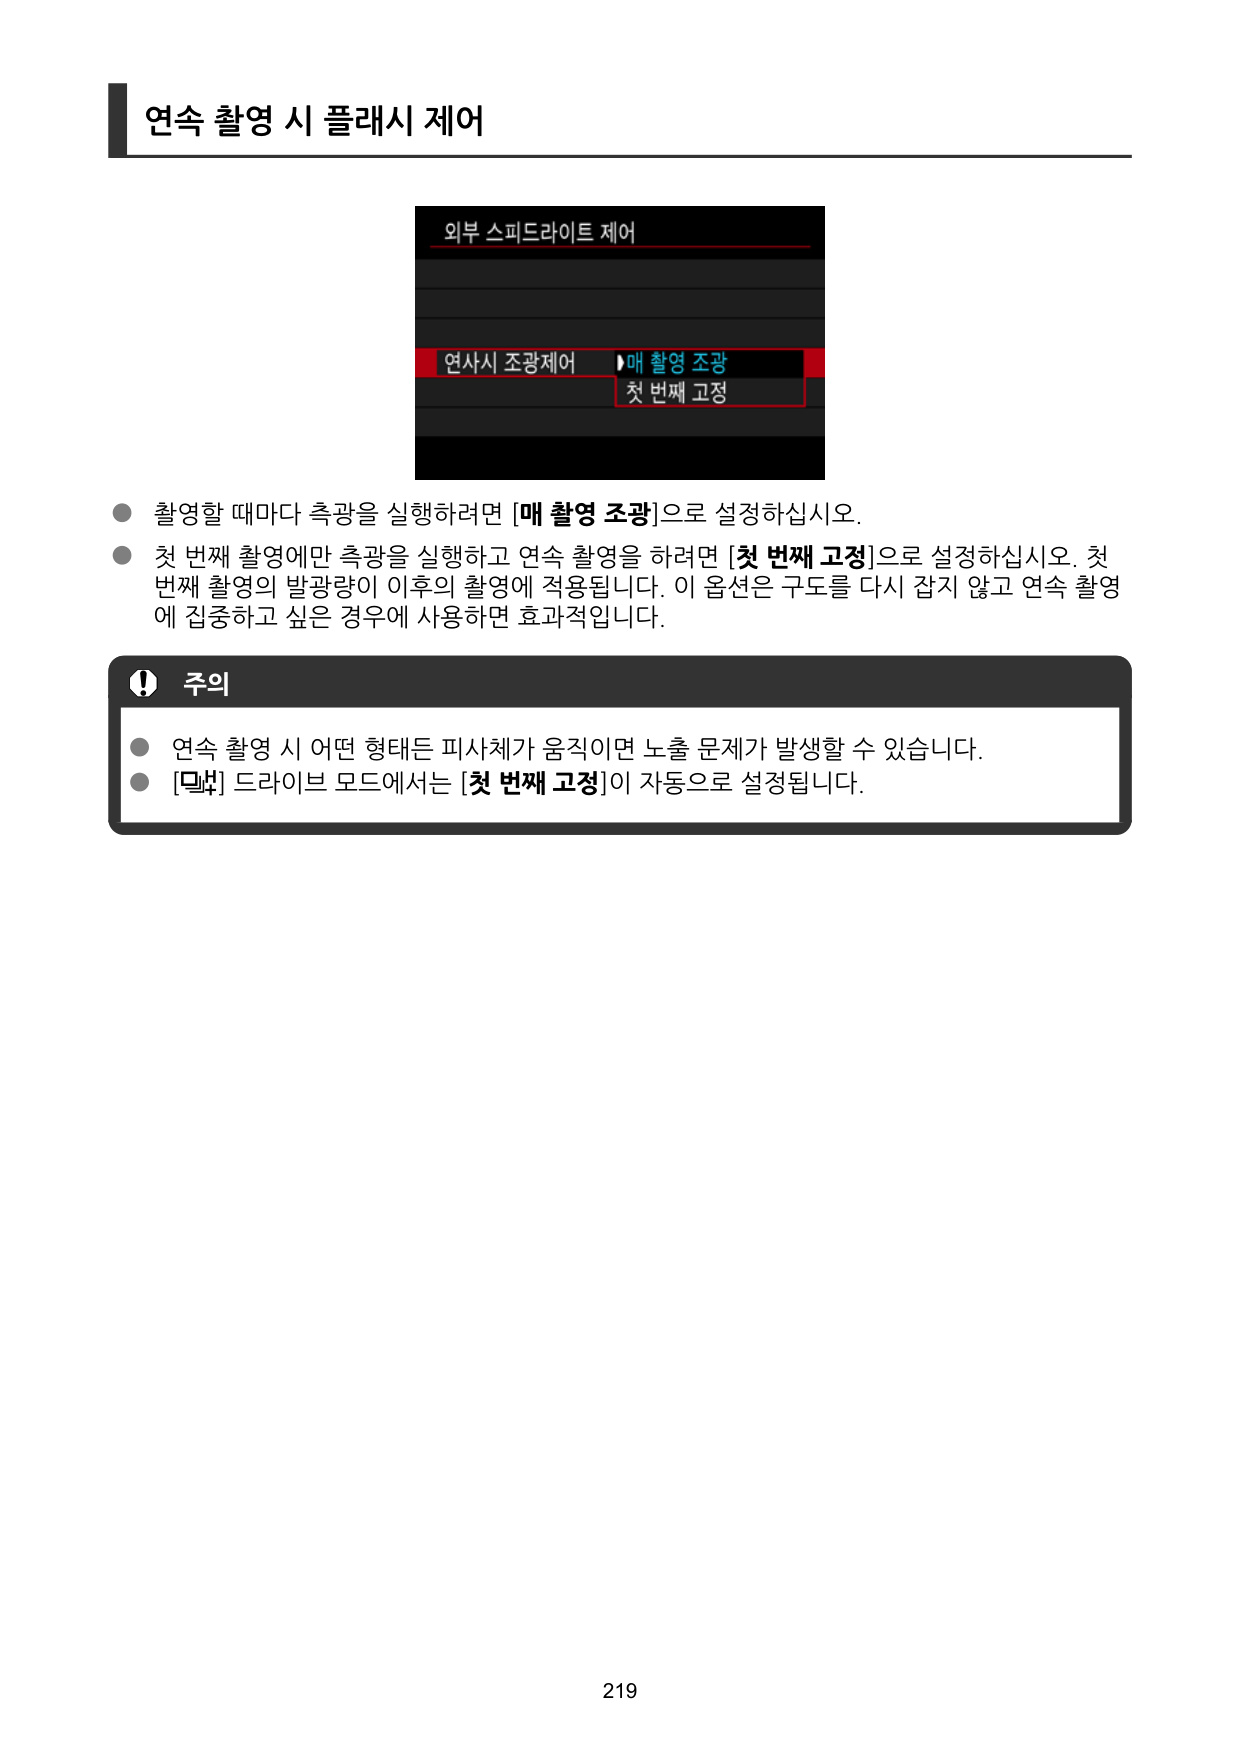 연속 촬영 시 플래시 제어
외부 스피드라이트 제어
연사시 조광제어 매 촬영 조광
첫 번째 고정
● 촬영할 때마다 측광을 실행하려면 [매 촬영 조광]으로 설정하십시오.
● 첫 번째 촬영에만 측광을 실행하고 연속 촬영을 하려면 [첫 번째 고정]으로 설정하십시오. 첫
번째 촬영의 발광량이 이후의 촬영에 적용됩니다. 이 옵션은 구도를 다시 잡지 않고 연속 촬영
에 집중하고 싶은 경우에 사용하면 효과적입니다.
주의
● 연속 촬영 시 어떤 형태든 피사체가 움직이면 노출 문제가 발생할 수 있습니다.
● [H+] 드라이브 모드에서는 [첫 번째 고정]이 자동으로 설정됩니다.
219